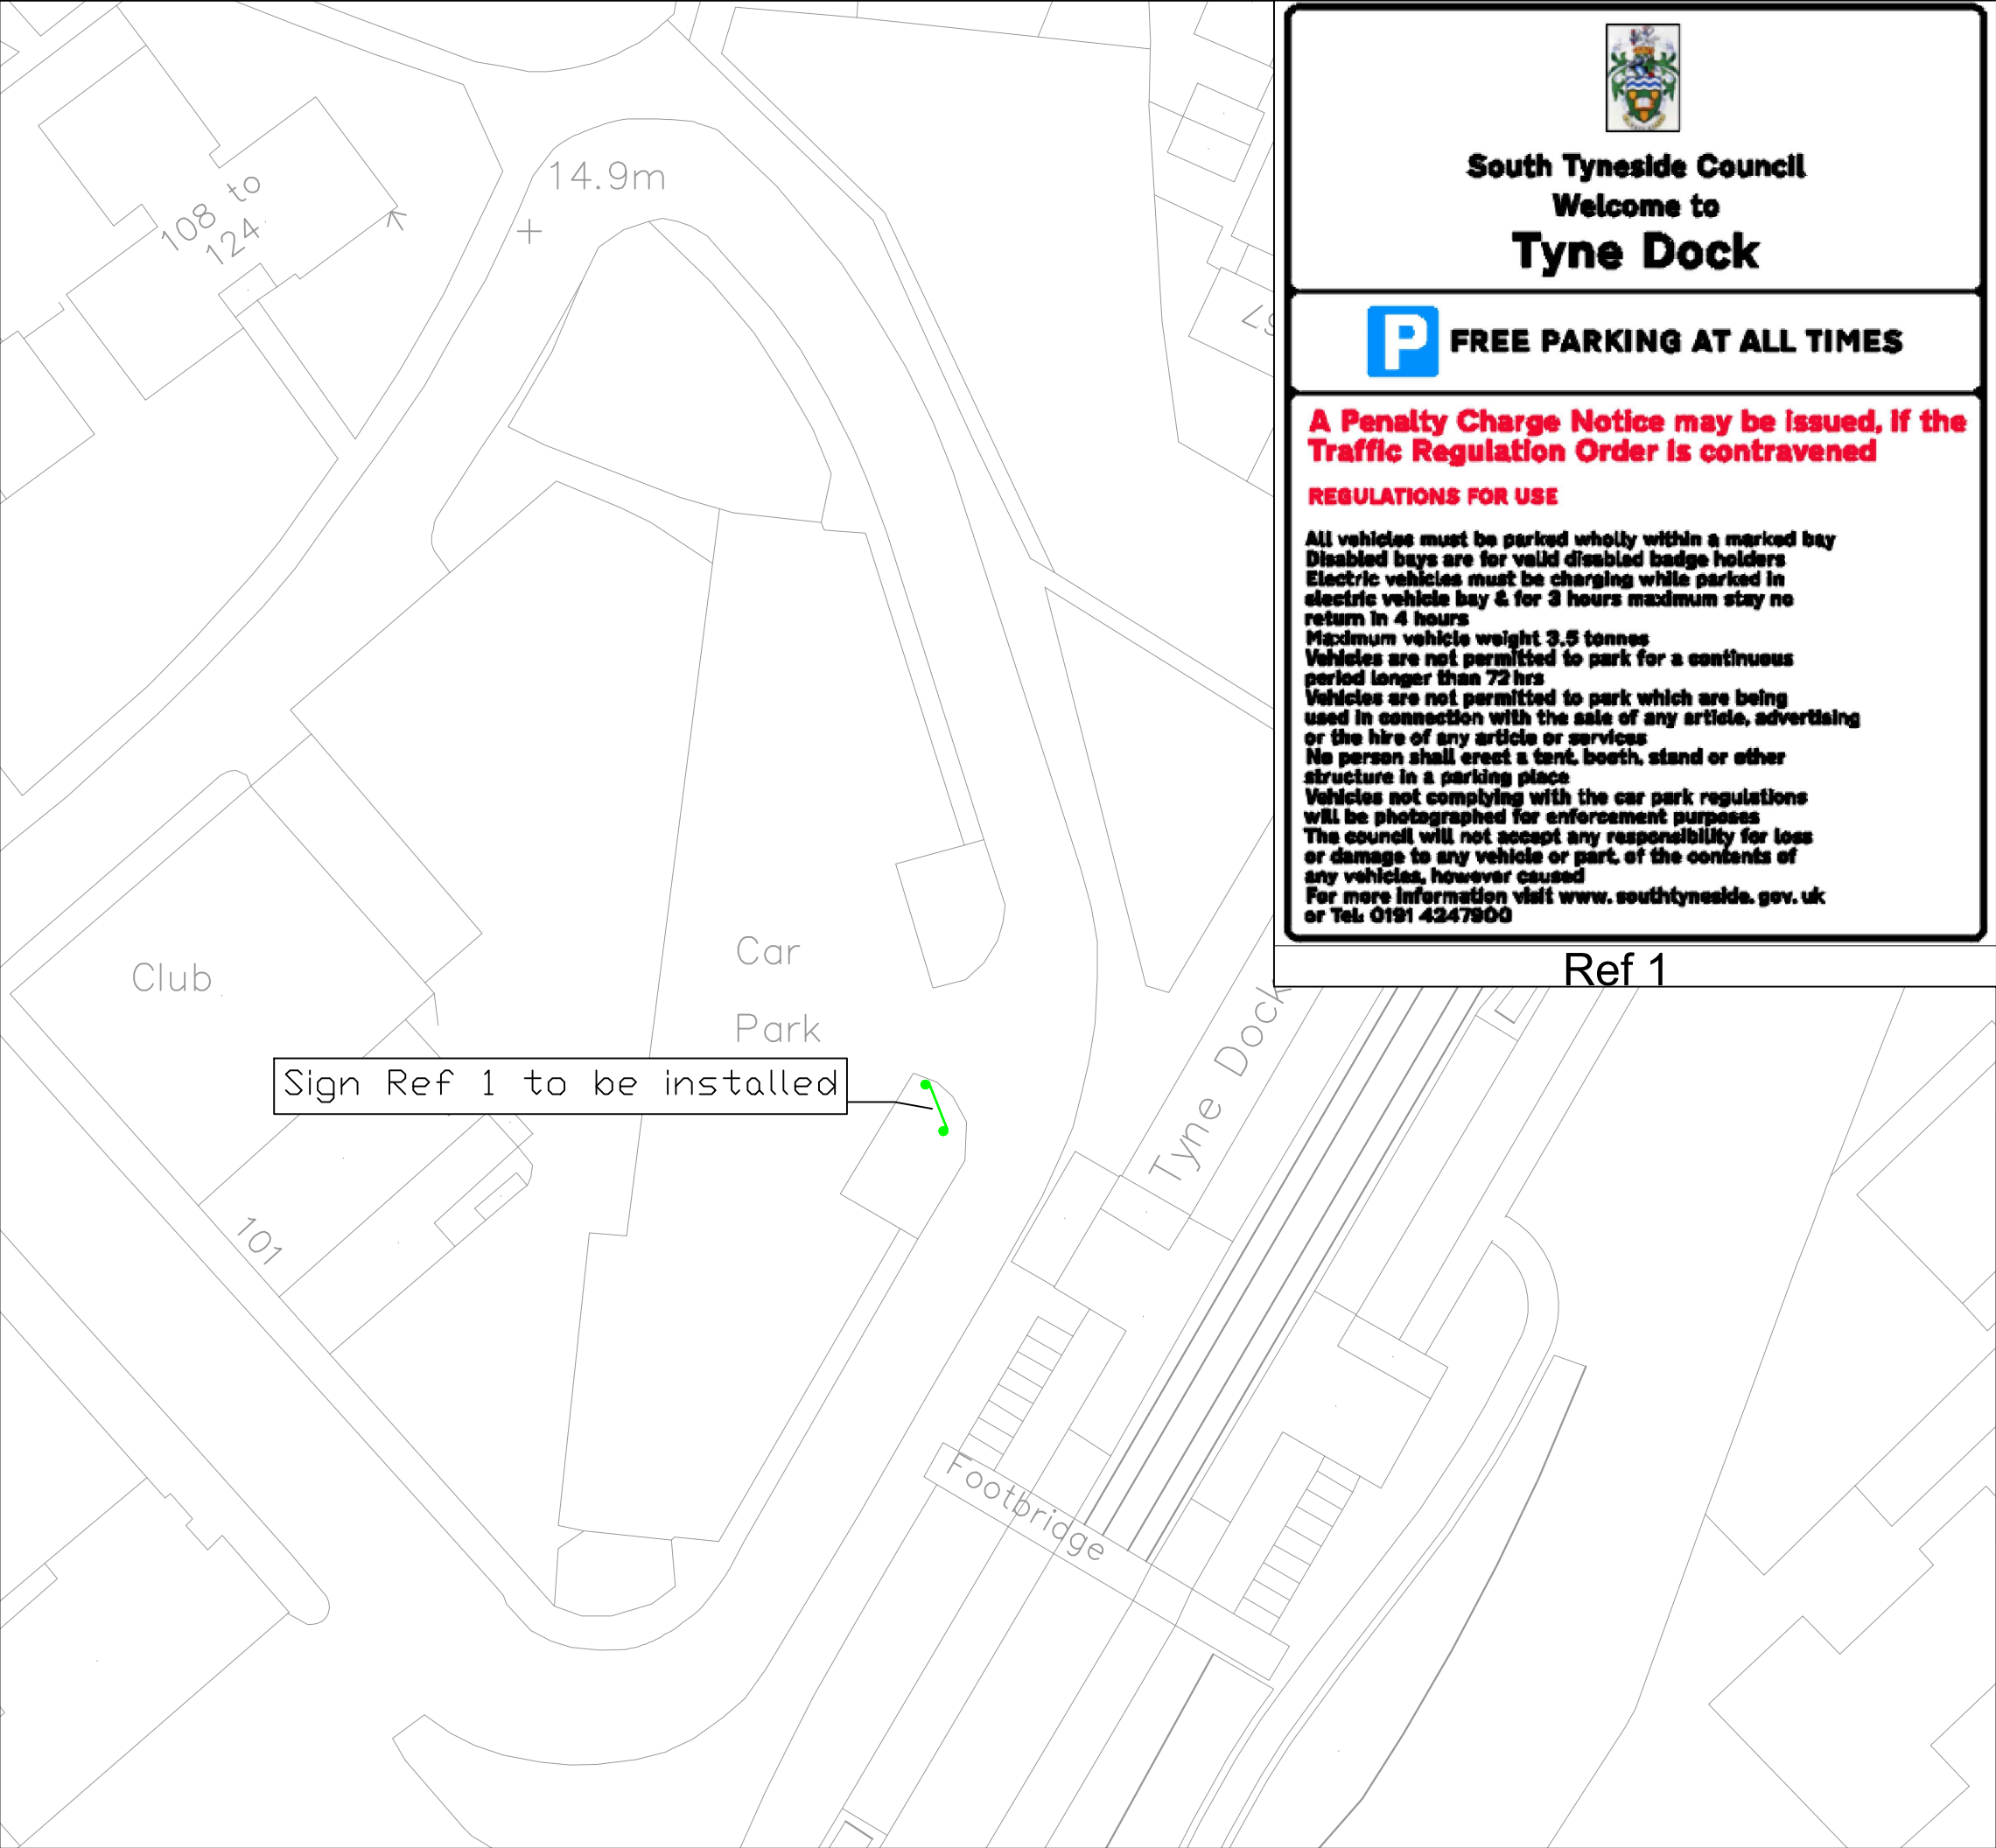 14.9m
108 to
124
Club
Car
Park
Sign Ref 1 to be installed
101
Tyne Dock
Footbridge
South Tyneside Council
Welcome to
Tyne Dock
P FREE PARKING AT ALL TIMES
A Penalty Charge Notice may be issued, if the
Traffic Regulation Order is contravened
REGULATIONS FOR USE
All vehicles must be parked wholly within a marked bay
Disabled bays are for valid disabled badge holders
Electric vehicles must be charging while parked in
electric vehicle bay & for 3 hours maximum stay no
return in 4 hours
Maximum vehicle weight 3.5 tonnes
Vehicles are not permitted to park for a continuous
period longer than 72 hrs
Vehicles are not permitted to park which are being
used in connection with the sale of any article, advertising
or the hire of any article or services
No person shall erect a tent, booth, stand or other
structure in a parking place
Vehicles not complying with the car park regulations
will be photographed for enforcement purposes
The council will not accept any responsibility for loss
or damage to any vehicle or part, of the contents of
any vehicles, however caused
For more information visit www. southtyneside. gov. uk
or Tel: 0191 4247900
Ref 1